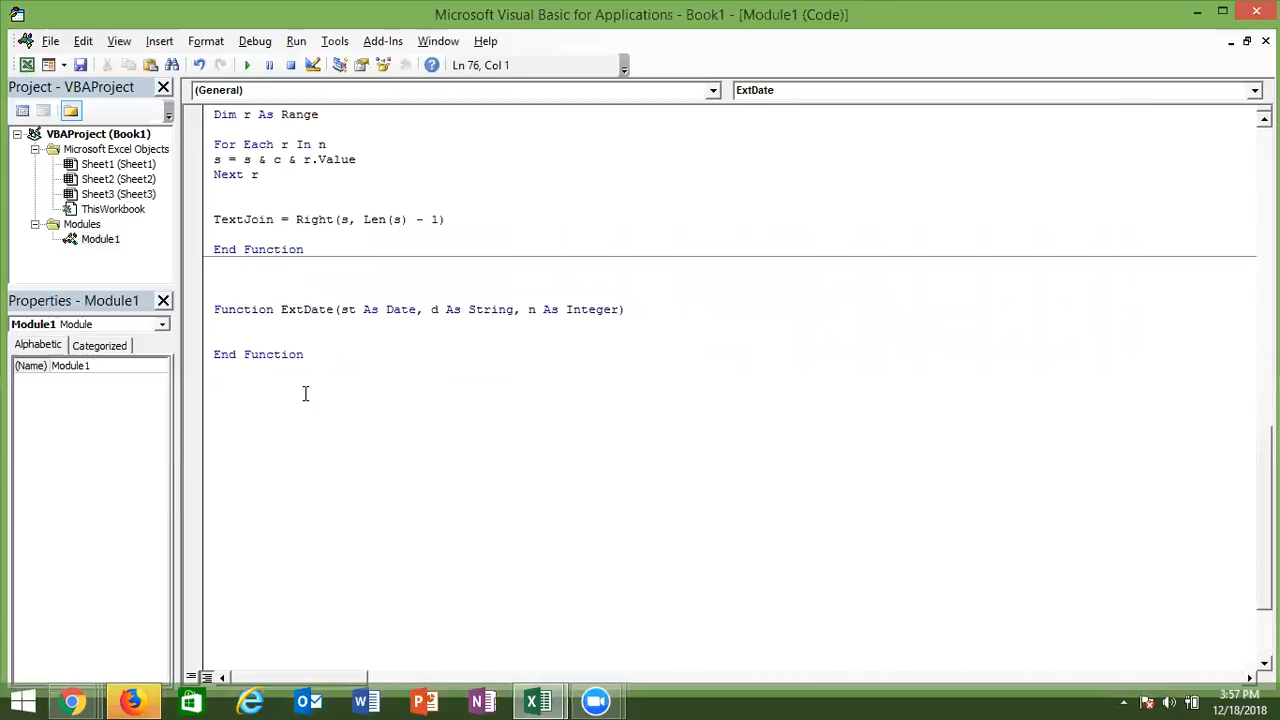 Microsoft Visual Basic for Applications - Book1 - [Module1 (Code)]
File Edit View Insert Format Debug Run Tools Add-Ins Window Help
Ln 76, Col 1
Project - VBAProject
(General)
ExtDate
VBAProject (Book1)
Microsoft Excel Objects
Sheet1 (Sheet1)
Sheet2 (Sheet2)
Sheet3 (Sheet3)
ThisWorkbook
Modules
Module1
Properties - Module1
Module1 Module
Alphabetic Categorized
(Name) Module1
Dim r As Range
For Each r In n
s = s & c & r.Value
Next r
TextJoin = Right(s, Len(s) - 1)
End Function
Function ExtDate(st As Date, d As String, n As Integer)
End Function
3:57 PM
12/18/2018